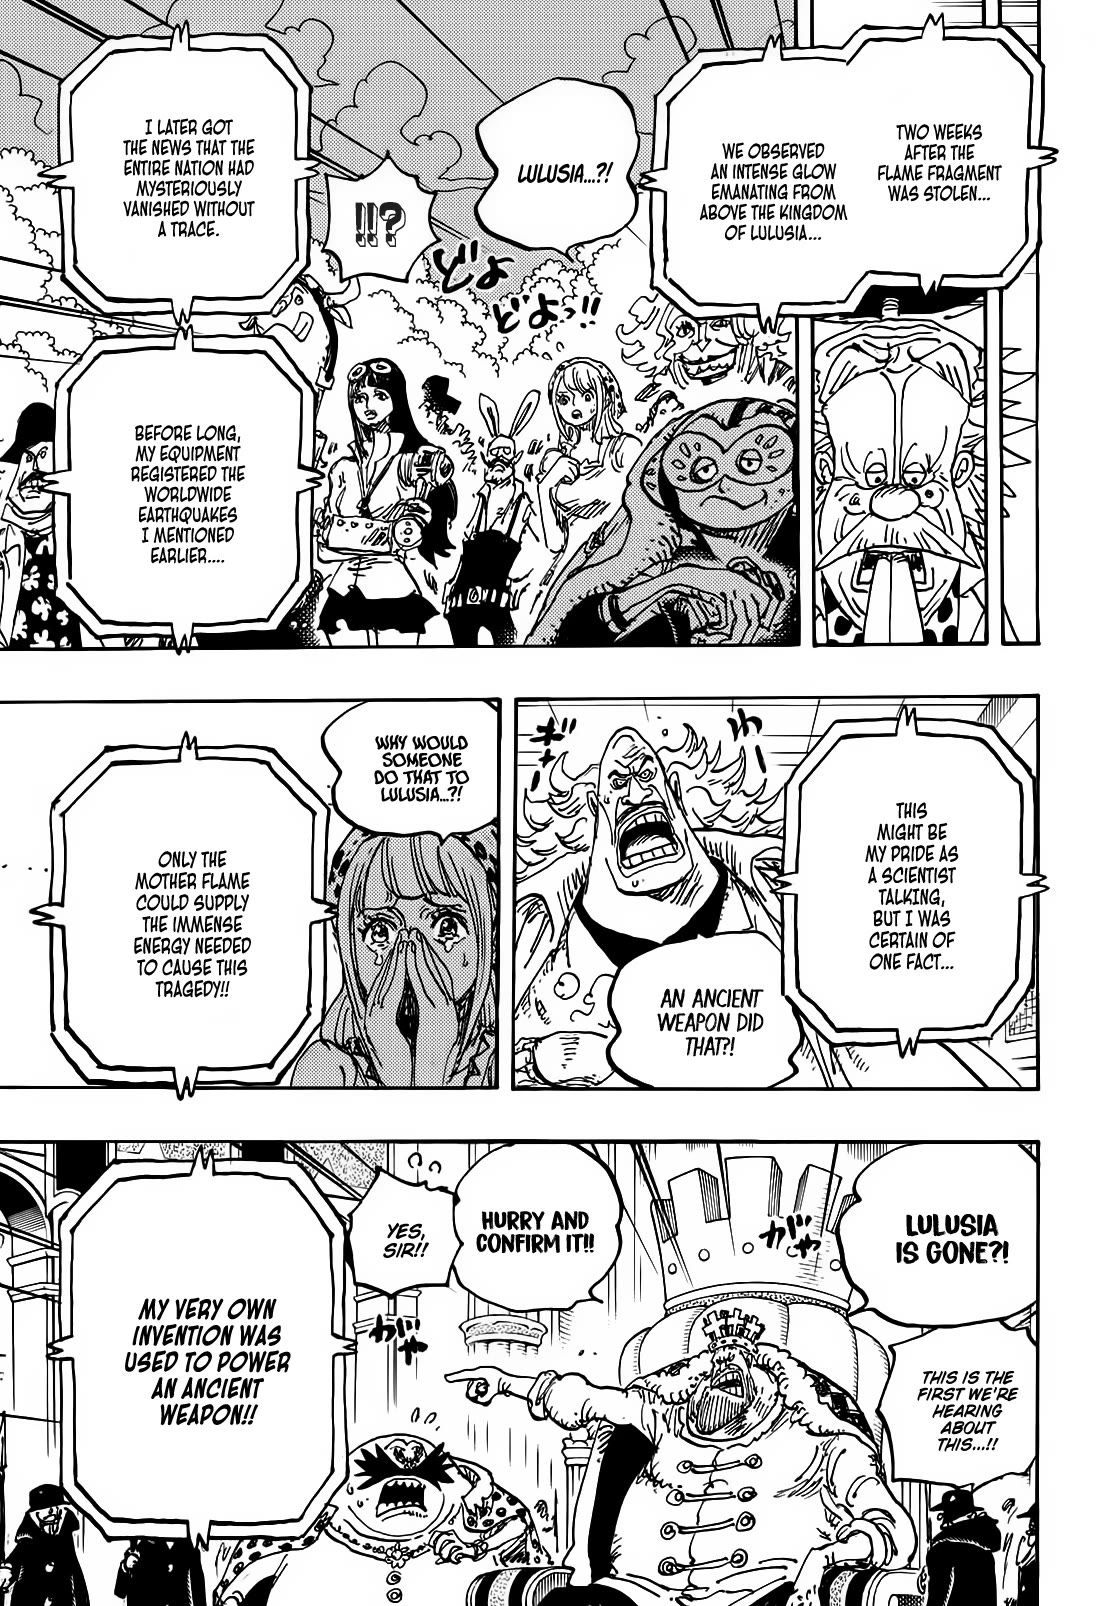 TWO WEEKS
AFTER THE
FLAME FRAGMENT
WAS STOLEN...
WE OBSERVED
AN INTENSE GLOW
EMANATING FROM
ABOVE THE KINGDOM
OF LULUSIA...
LULUSIA...?!
!!?
どよ
どよっ!!
I LATER GOT
THE NEWS THAT THE
ENTIRE NATION HAD
MYSTERIOUSLY
VANISHED WITHOUT
A TRACE.
BEFORE LONG,
MY EQUIPMENT
REGISTERED THE
WORLDWIDE
EARTHQUAKES
I MENTIONED
EARLIER....
THIS
MIGHT BE
MY PRIDE AS
A SCIENTIST
TALKING,
BUT I WAS
CERTAIN OF
ONE FACT...
AN ANCIENT
WEAPON DID
THAT?!
WHY WOULD
SOMEONE
DO THAT TO
LULUSIA...?!
ONLY THE
MOTHER FLAME
COULD SUPPLY
THE IMMENSE
ENERGY NEEDED
TO CAUSE THIS
TRAGEDY!!
LULUSIA
IS GONE?!
THIS IS THE
FIRST WE'RE
HEARING
ABOUT
THIS...!!
がや
HURRY AND
CONFIRM IT!!
YES,
SIR!!
MY VERY OWN
INVENTION WAS
USED TO POWER
AN ANCIENT
WEAPON!!